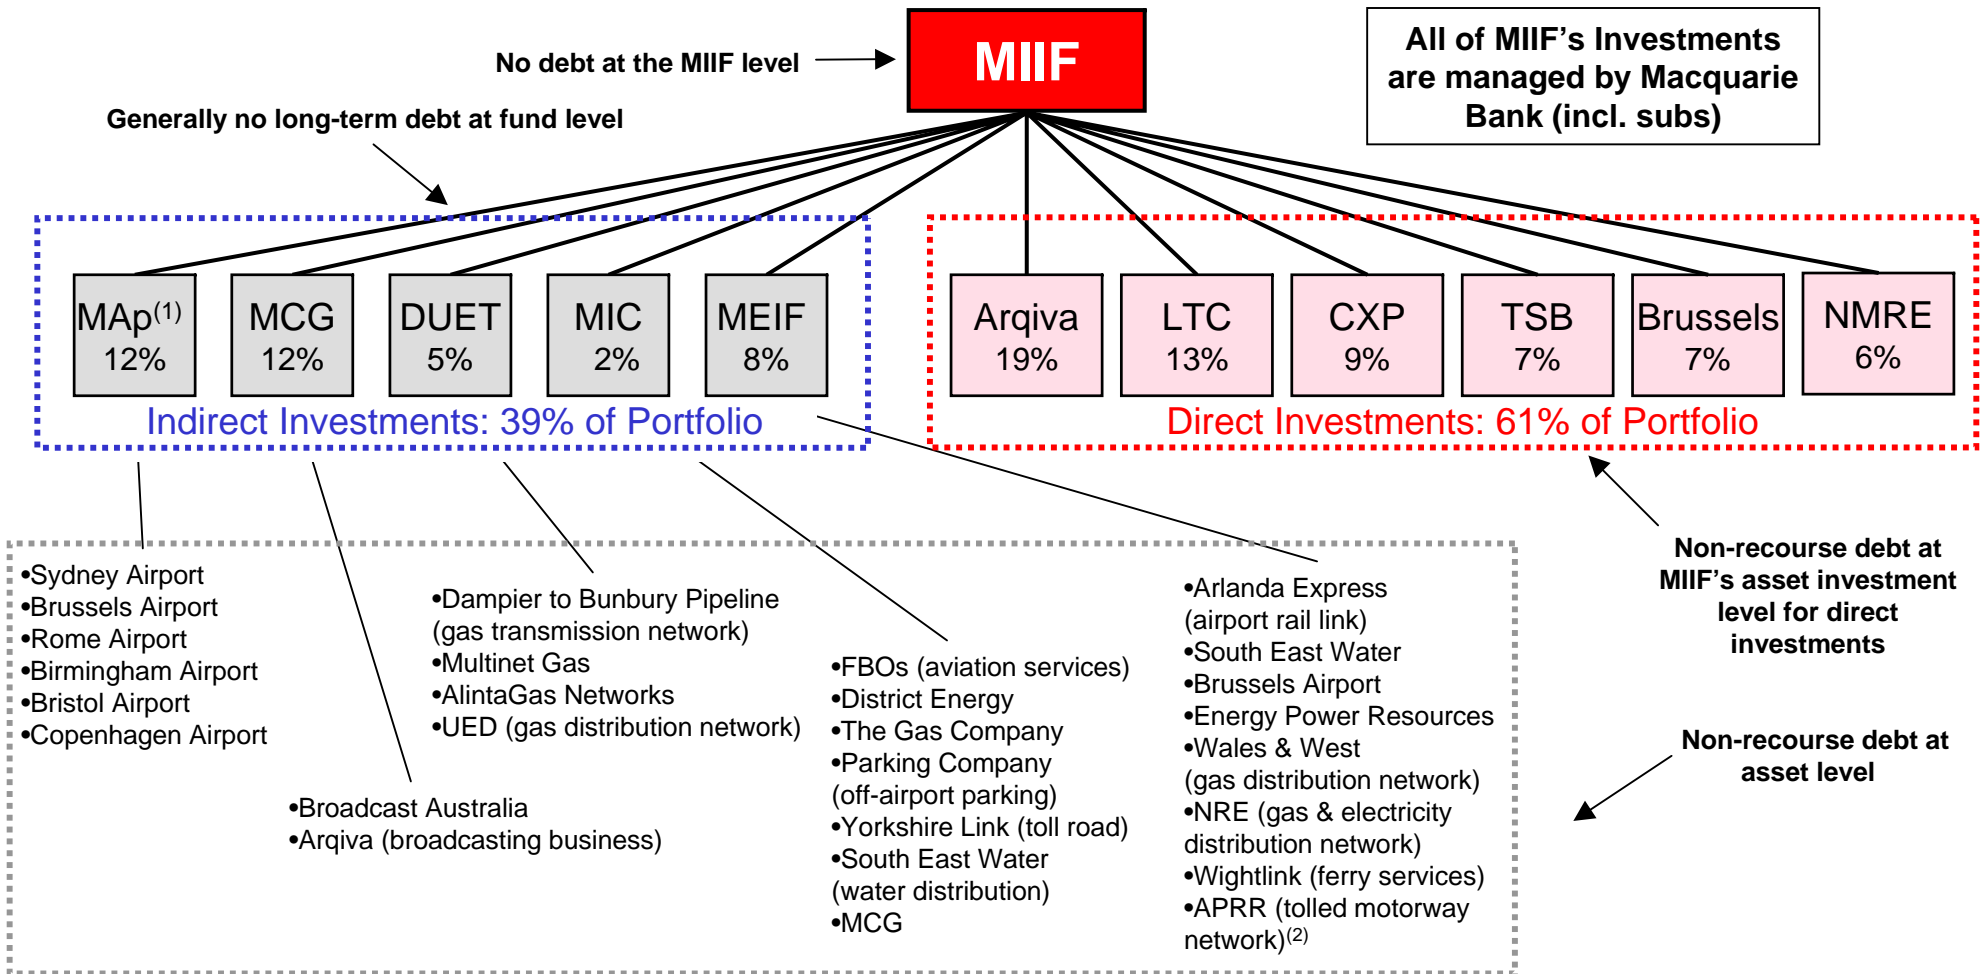 MIIF
All of MIIF's Investments
are managed by Macquarie
Bank (incl. subs)
No debt at the MIIF level
Generally no long-term debt at fund level
MAp(1)
12%
MCG
12%
DUET
5%
MIC
2%
MEIF
8%
Indirect Investments: 39% of Portfolio
Arqiva
19%
LTC
13%
CXP
9%
TSB
7%
Brussels
7%
NMRE
6%
Direct Investments: 61% of Portfolio
•Sydney Airport
•Brussels Airport
•Rome Airport
•Birmingham Airport
•Bristol Airport
•Copenhagen Airport
•Broadcast Australia
•Arqiva (broadcasting business)
•Dampier to Bunbury Pipeline
(gas transmission network)
•Multinet Gas
•AlintaGas Networks
•UED (gas distribution network)
•FBOs (aviation services)
•District Energy
•The Gas Company
•Parking Company
(off-airport parking)
•Yorkshire Link (toll road)
•South East Water
(water distribution)
•MCG
•Arlanda Express
(airport rail link)
•South East Water
•Brussels Airport
•Energy Power Resources
•Wales & West
(gas distribution network)
•NRE (gas & electricity
distribution network)
•Wightlink (ferry services)
•APRR (tolled motorway
network)(2)
Non-recourse debt at
MIIF's asset investment
level for direct
investments
Non-recourse debt at
asset level